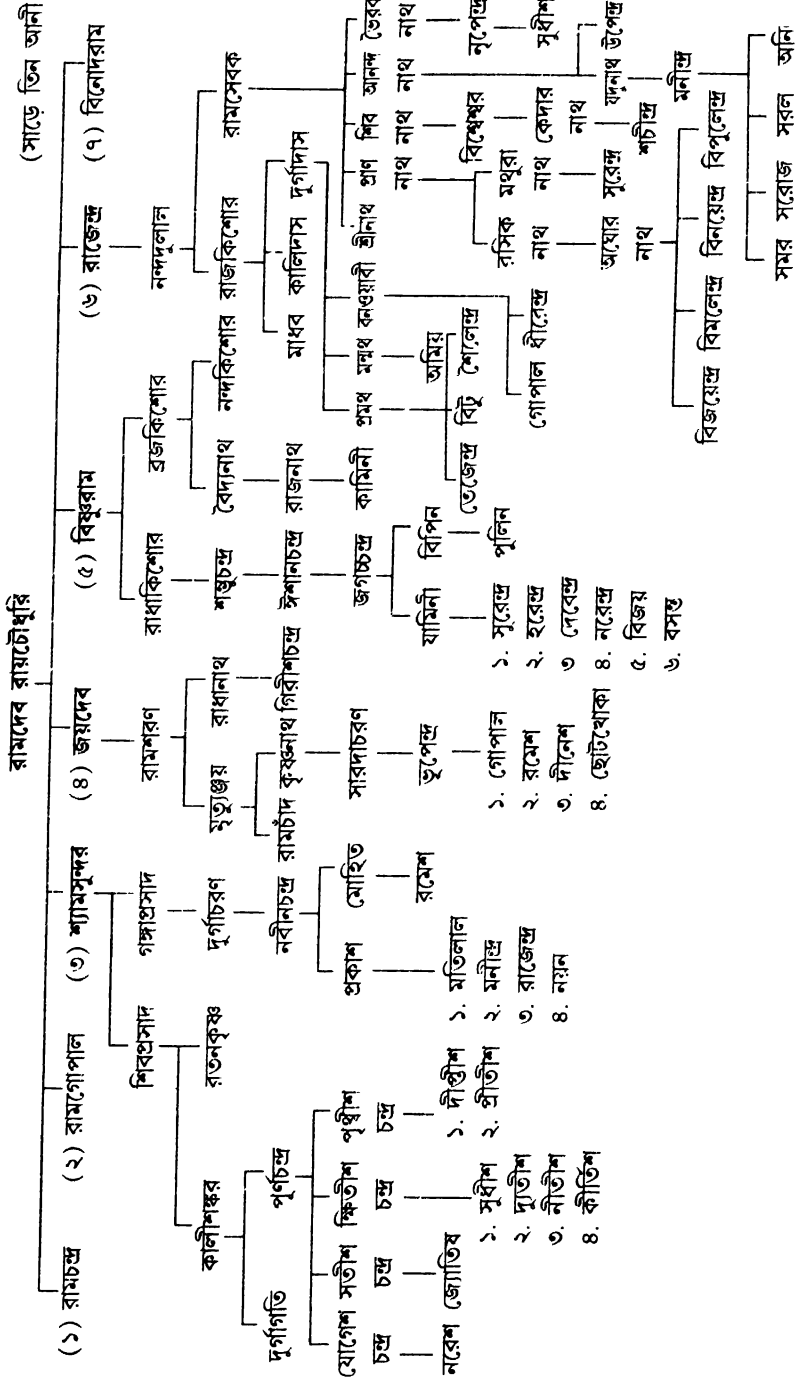 (সাড়ে তিন আনী
রামদেব রায়চৌধুরি
(১) রামচন্দ্র (২) রামগোপাল (৩) শ্যামসুন্দর (৪) জয়দেব (৫) বিষ্ণুরাম (৬) রাজেন্দ্র (৭) বিনোদরাম
শিবপ্রসাদ গঙ্গাপ্রসাদ রামশরণ রাধাকিশোর ব্রজকিশোর নন্দদুলাল
কালীশঙ্কর রতনকৃষ্ণ দুর্গাচরণ মৃত্যুঞ্জয় রাধানাথ শম্ভুচন্দ্র বৈদ্যনাথ নন্দকিশোর রাজকিশোর রামসেবক
দুর্গাগতি পূর্ণচন্দ্র নবীনচন্দ্র রামচাঁদ কৃষ্ণনাথ গিরীশচন্দ্র ঈশানচন্দ্র রাজনাথ মাধব কালিদাস দুর্গাদাস
যোগেশ সতীশ ক্ষিতীশ পৃথ্বীশ প্রকাশ মোহিত সারদাচরণ জগচ্চন্দ্র কামিনী প্রমথ মন্মথ বনওয়ারী শ্রীনাথ প্রাণ শিব আনন্দ
চন্দ্র চন্দ্র চন্দ্র চন্দ্র রমেশ ভূপেন্দ্র যামিনী বিপিন অমিয় নাথ নাথ নাথ নাথ
নরেশ জ্যোতিষ ১. সুধীশ ১. দীপ্তীশ ১. মতিলাল ১. গোপাল ১. সুরেন্দ্র পুলিন তেজেন্দ্র বিটু শৈলেন্দ্র রসিক মথুরা বিশ্বেশ্বর নৃপেন্দ্র
২. দ্যুতীশ ২. প্রীতীশ ২. মনীন্দ্র ২. রমেশ ২. হরেন্দ্র গোপাল ধীরেন্দ্র নাথ নাথ কেদার সুধীশ
৩. নীতীশ ৩. রাজেন্দ্র ৩. দীনেশ ৩ দেবেন্দ্র অঘোর সুরেন্দ্র নাথ যদুনাথ উপেন্দ্র
৪. কীর্তিশ ৪. নয়ন ৪. ছোটখোকা ৪. নরেন্দ্র নাথ শচীন্দ্র মনীন্দ্র
৫. বিজয়
৬. বসন্ত
বিজয়েন্দ্র বিমলেন্দ্র বিনয়েন্দ্র বিপুলেন্দ্র
সমর সরোজ সরল